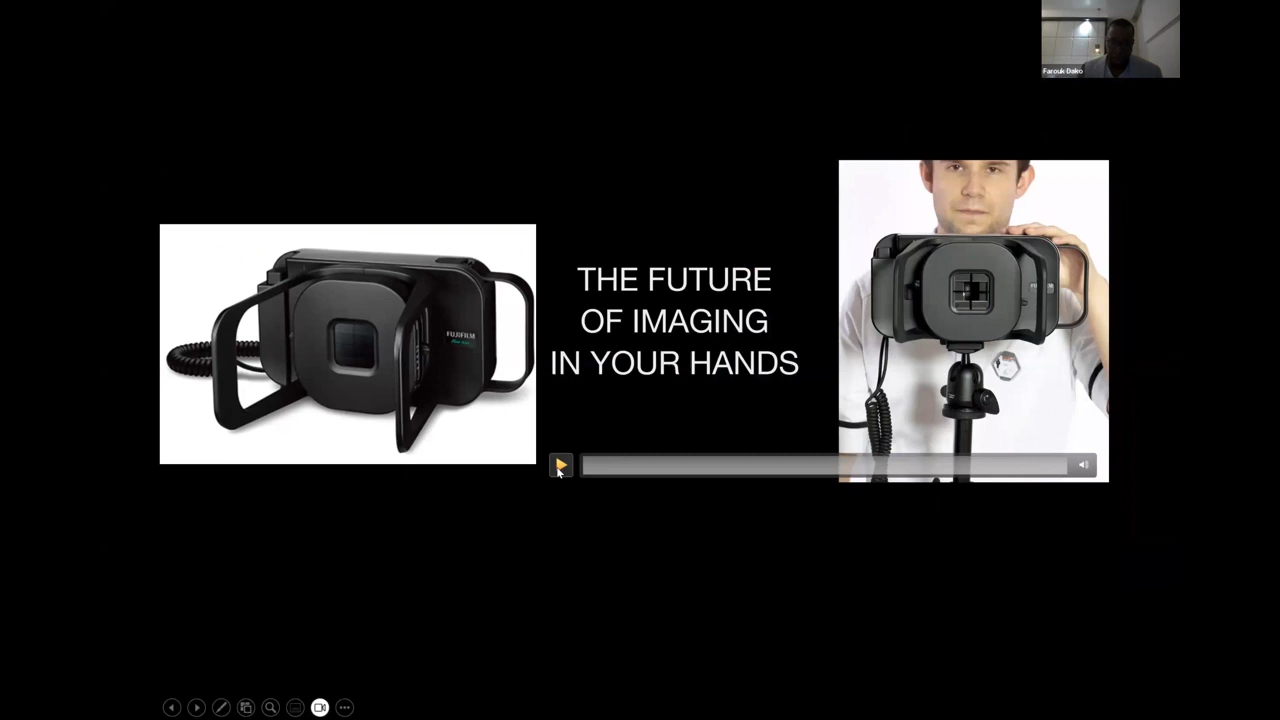 Farouk Dako
THE FUTURE
OF IMAGING
IN YOUR HANDS
FUJIFILM